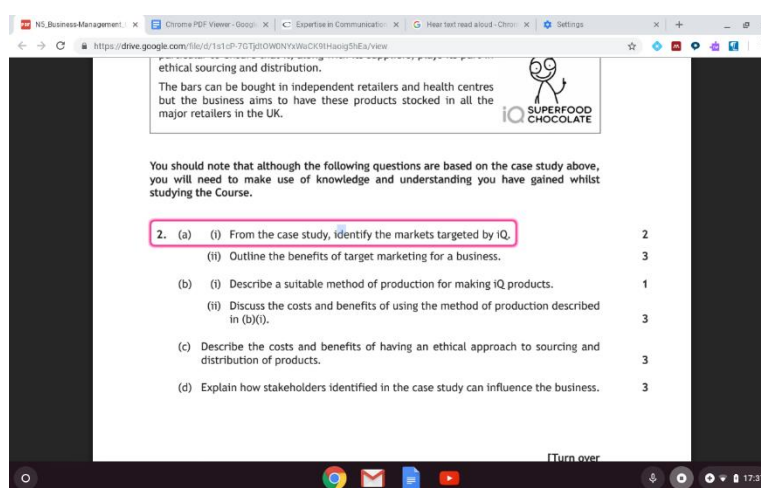 N5_Business-Management,
Chrome PDF Viewer - Googl
Expertise in Communication
Hear text read aloud - Chro
Settings
https://drive.google.com/file/d/
/view
ethical sourcing and distribution.
The bars can be bought in independent retailers and health centres
but the business aims to have these products stocked in all the
major retailers in the UK.
iQ SUPERFOOD
CHOCOLATE
You should note that although the following questions are based on the case study above,
you will need to make use of knowledge and understanding you have gained whilst
studying the Course.
2. (a) (i) From the case study, identify the markets targeted by iQ. 2
(ii) Outline the benefits of target marketing for a business. 3
(b) (i) Describe a suitable method of production for making iQ products. 1
(ii) Discuss the costs and benefits of using the method of production described
in (b)(i). 3
(c) Describe the costs and benefits of having an ethical approach to sourcing and
distribution of products. 3
(d) Explain how stakeholders identified in the case study can influence the business. 3
[Turn over
17:3